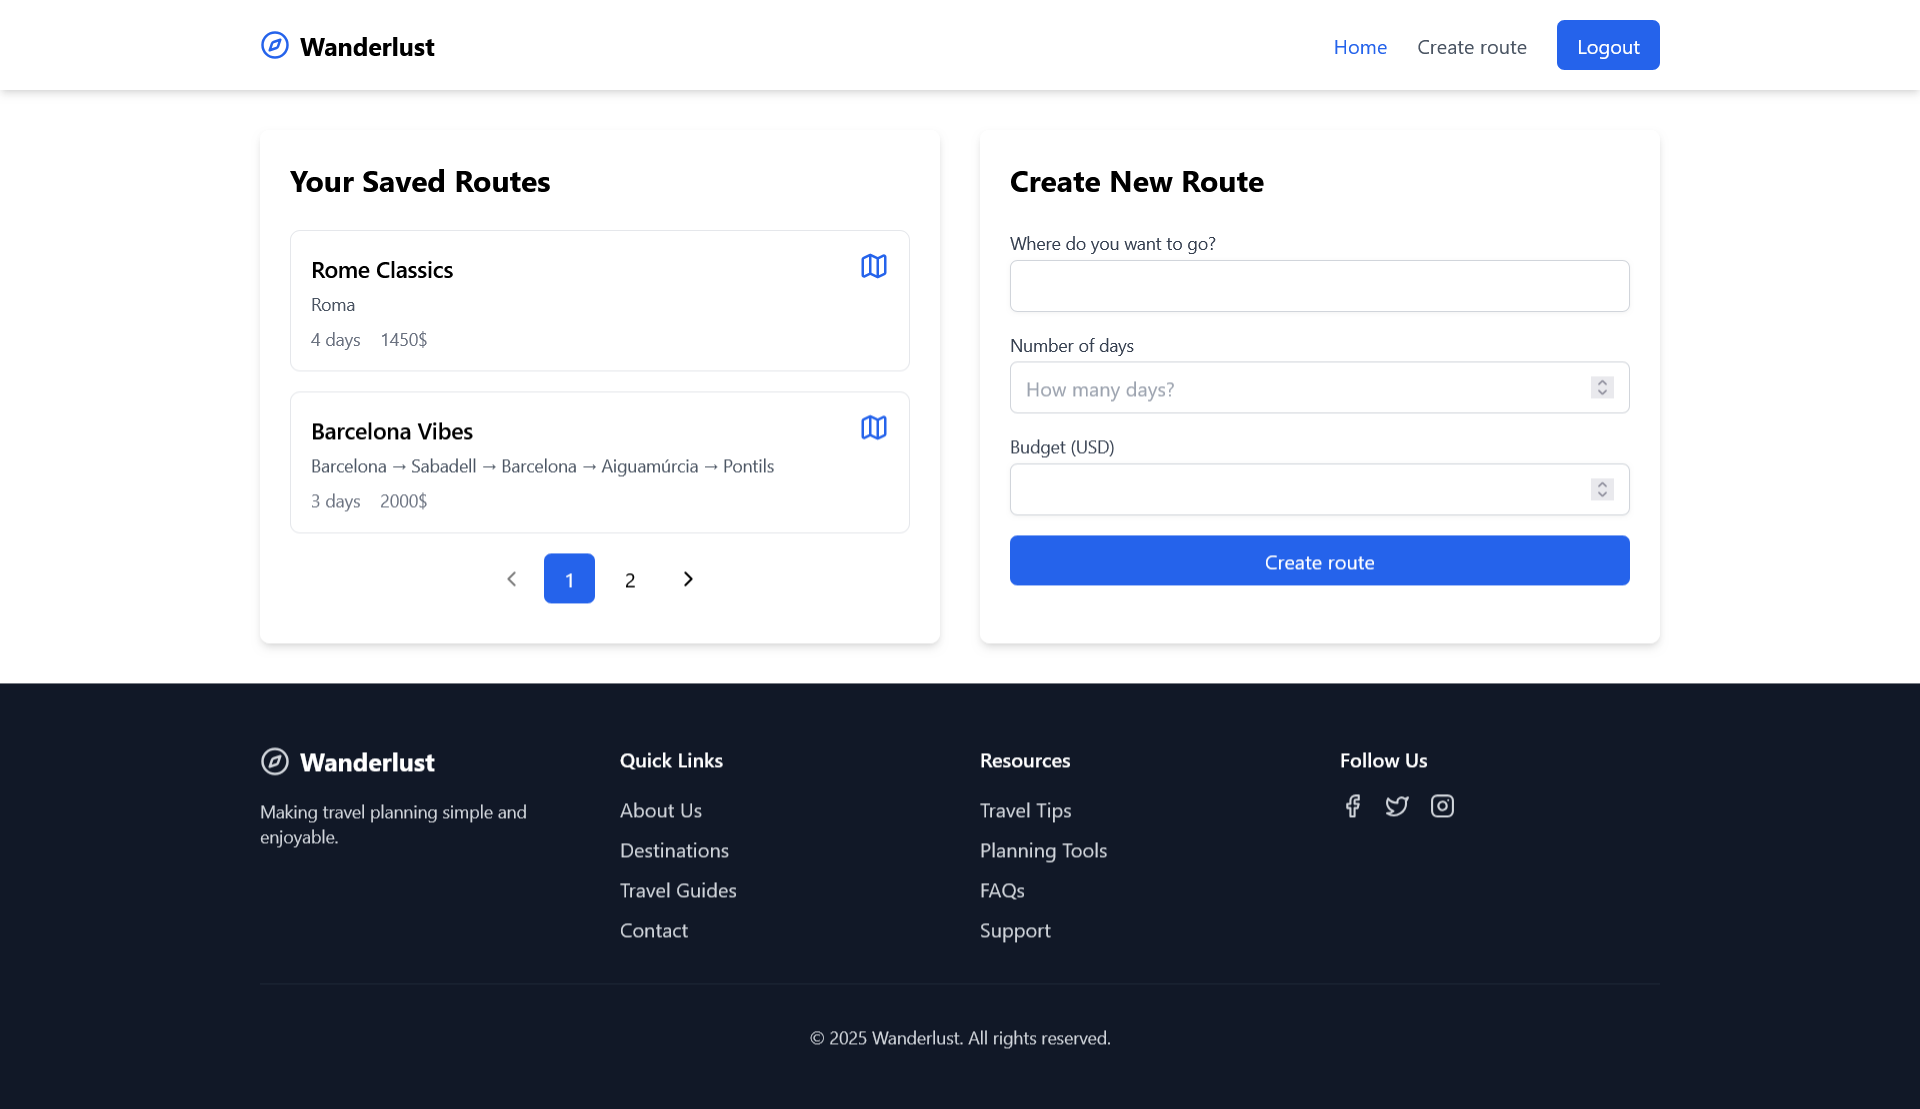 Wanderlust
Home
Create route
Logout
Your Saved Routes
Rome Classics
Roma
4 days 1450$
Barcelona Vibes
Barcelona → Sabadell → Barcelona → Aiguamúrcia → Pontils
3 days 2000$
1 2
Create New Route
Where do you want to go?
Number of days
How many days?
Budget (USD)
Create route
Wanderlust
Making travel planning simple and
enjoyable.
Quick Links
About Us
Destinations
Travel Guides
Contact
Resources
Travel Tips
Planning Tools
FAQs
Support
Follow Us
© 2025 Wanderlust. All rights reserved.